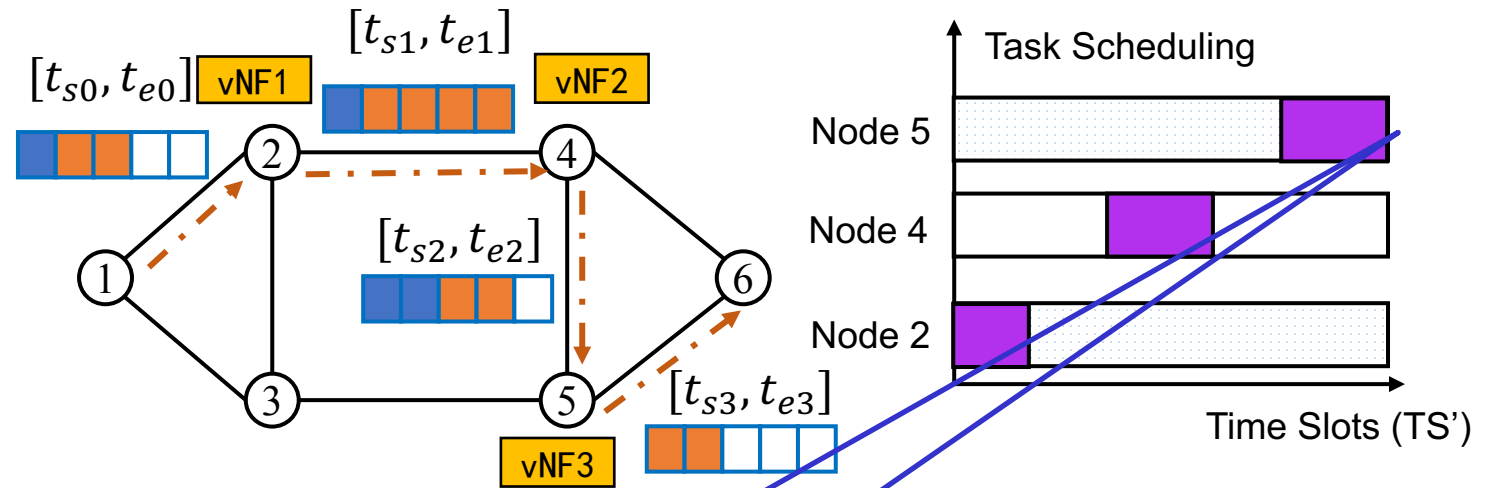 [t_{s0}, t_{e0}]
vNF1
[t_{s1}, t_{e1}]
vNF2
2
4
1
[t_{s2}, t_{e2}]
6
3
5
[t_{s3}, t_{e3}]
vNF3
Task Scheduling
Node 5
Node 4
Node 2
Time Slots (TS’)